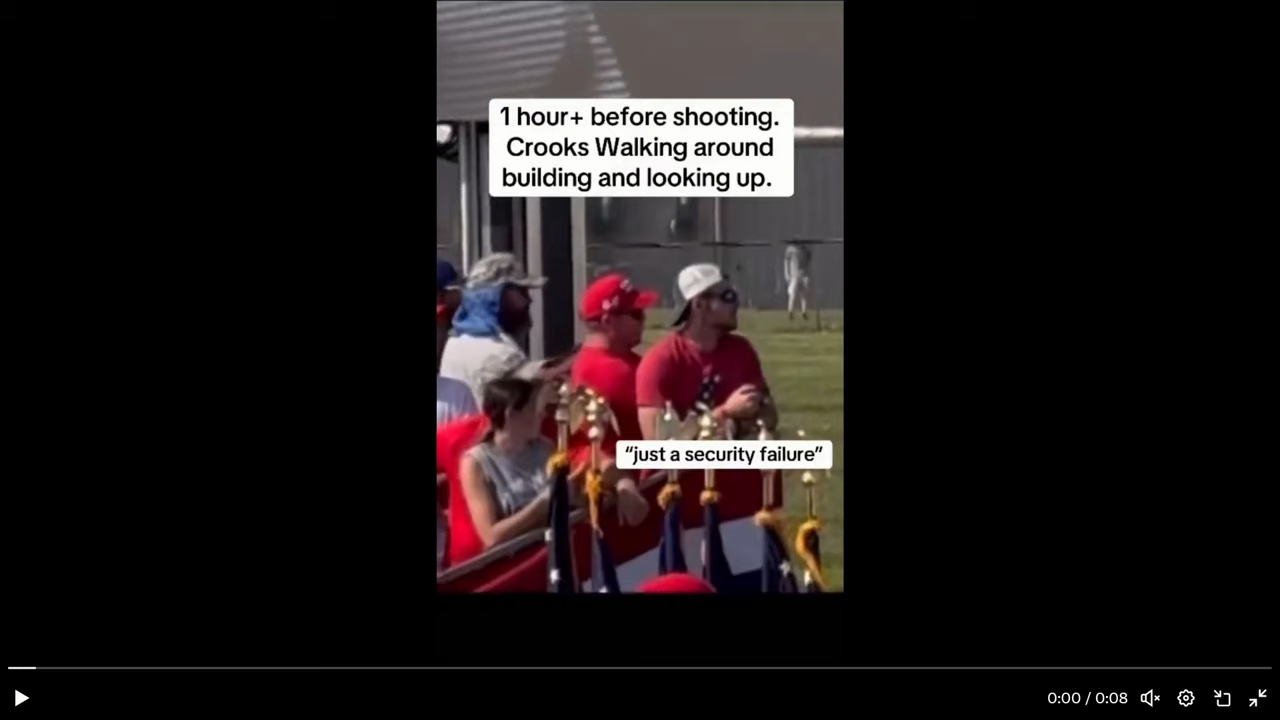 1 hour+ before shooting.
Crooks Walking around
building and looking up.
“just a security failure”
0:00 / 0:08